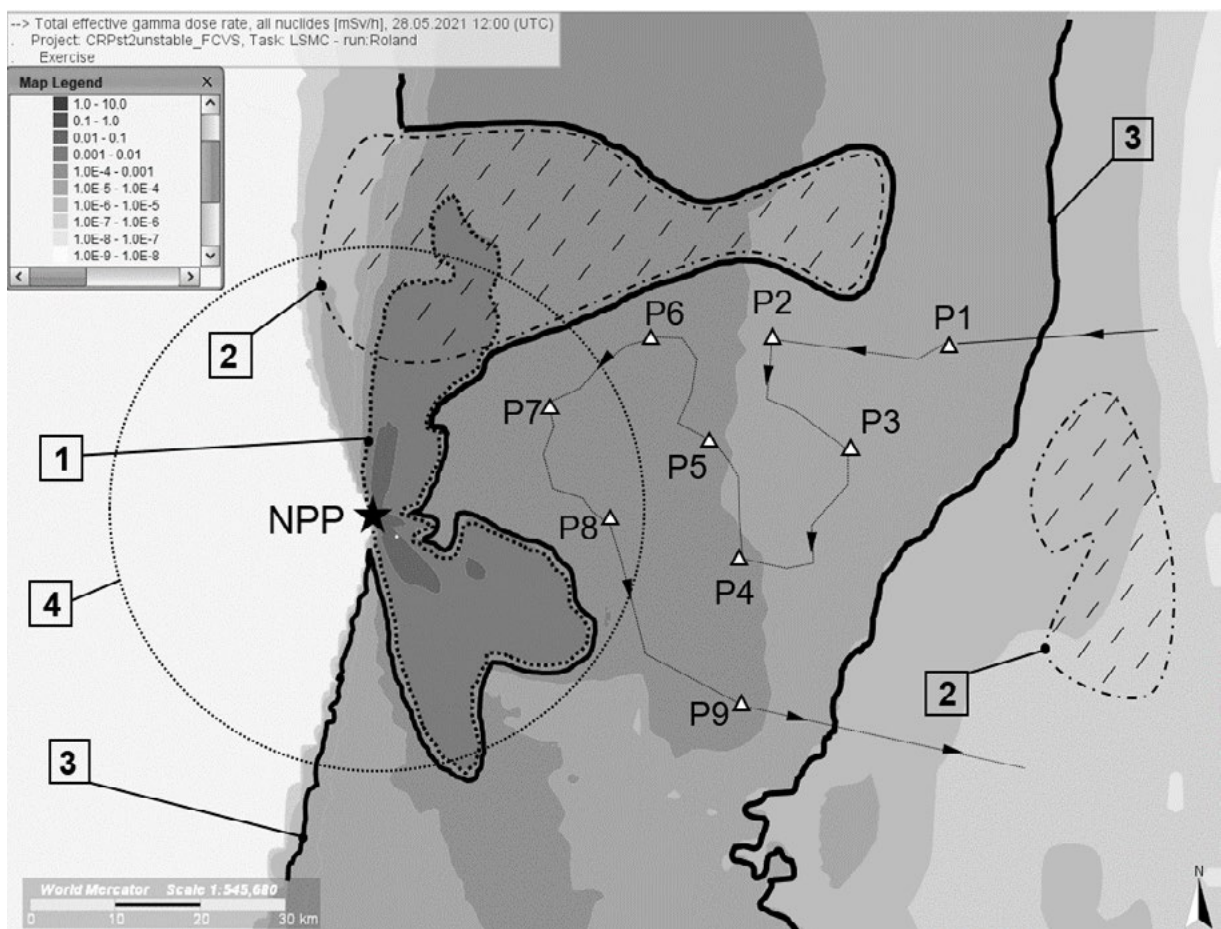 --> Total effective gamma dose rate, all nuclides [mSv/h], 28.05.2021 12:00 (UTC)
. Project: CRPst2unstable_FCVS, Task: LSMC - run:Roland
. Exercise
Map Legend X
1.0 - 10.0
0.1 - 1.0
0.01 - 0.1
0.001 - 0.01
1.0E-4 - 0.001
1.0E-5 - 1.0E-4
1.0E-6 - 1.0E-5
1.0E-7 - 1.0E-6
1.0E-8 - 1.0E-7
1.0E-9 - 1.0E-8
3
2
P6
P2
P1
P7
P5
P3
1
NPP
P8
P4
4
2
P9
3
World Mercator Scale 1:545,680
0 10 20 30 km
N